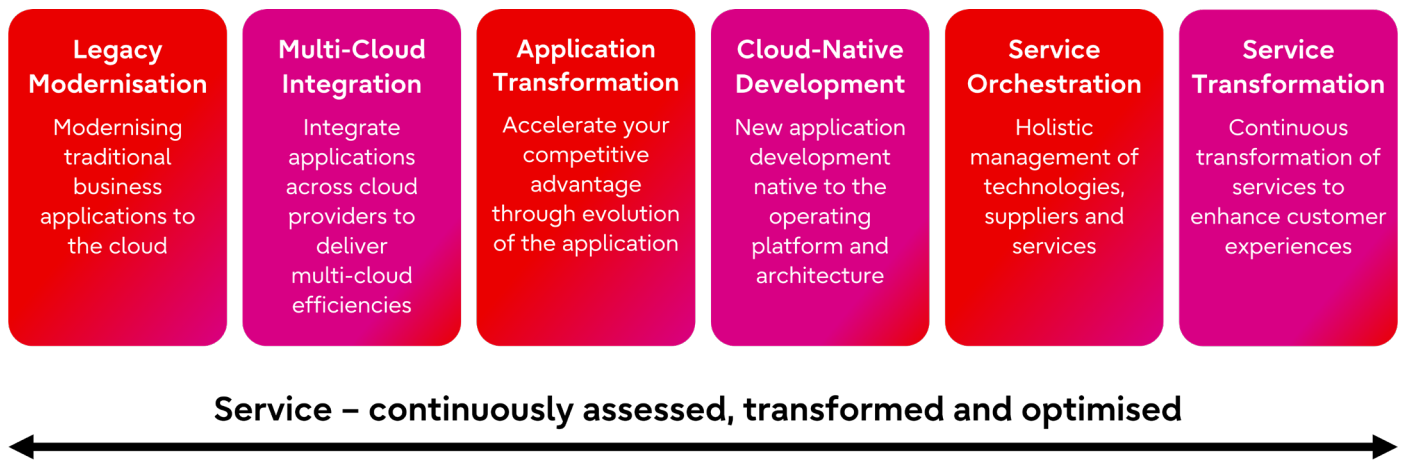 Legacy
Modernisation
Modernising
traditional
business
applications to
the cloud
Multi-Cloud
Integration
Integrate
applications
across cloud
providers to
deliver
multi-cloud
efficiencies
Application
Transformation
Accelerate your
competitive
advantage
through evolution
of the application
Cloud-Native
Development
New application
development
native to the
operating
platform and
architecture
Service
Orchestration
Holistic
management of
technologies,
suppliers and
services
Service
Transformation
Continuous
transformation of
services to
enhance customer
experiences
Service – continuously assessed, transformed and optimised